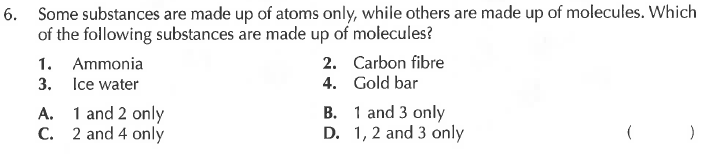 6. Some substances are made up of atoms only, while others are made up of molecules. Which
of the following substances are made up of molecules?
1. Ammonia 2. Carbon fibre
3. Ice water 4. Gold bar
A. 1 and 2 only B. 1 and 3 only
C. 2 and 4 only D. 1, 2 and 3 only ( )